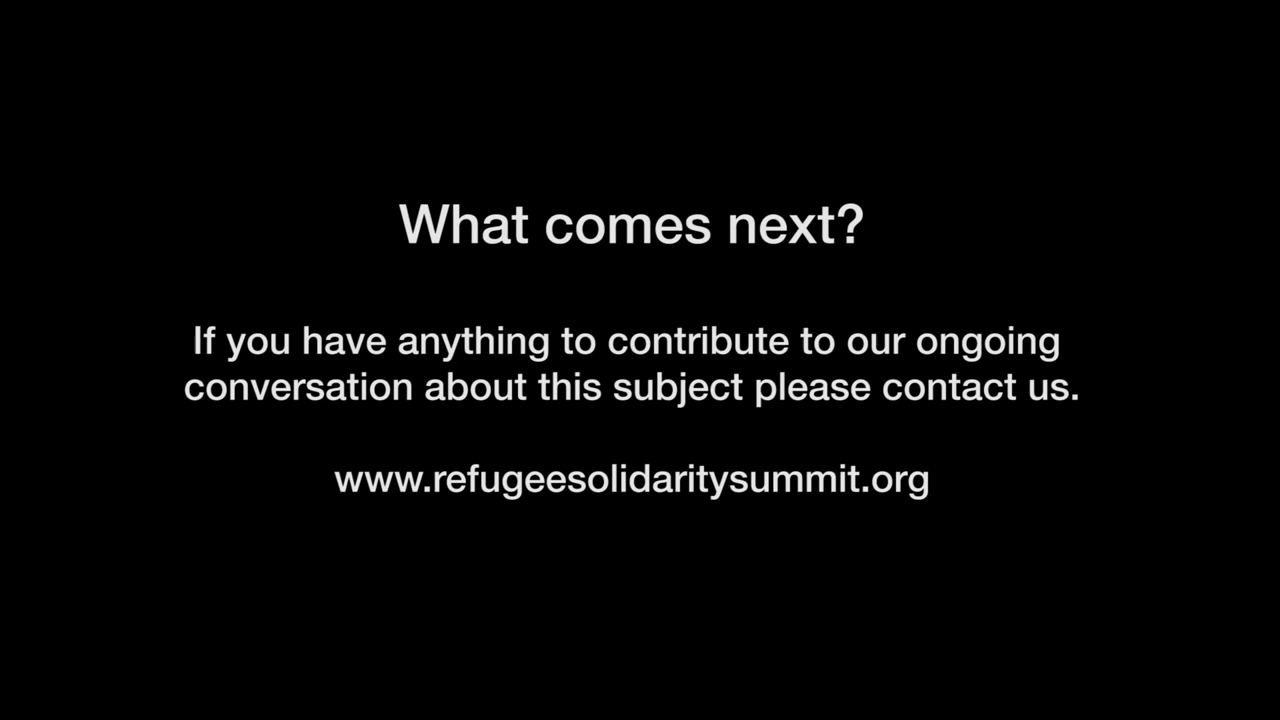 What comes next?
If you have anything to contribute to our ongoing
conversation about this subject please contact us.
www.refugeesolidaritysummit.org